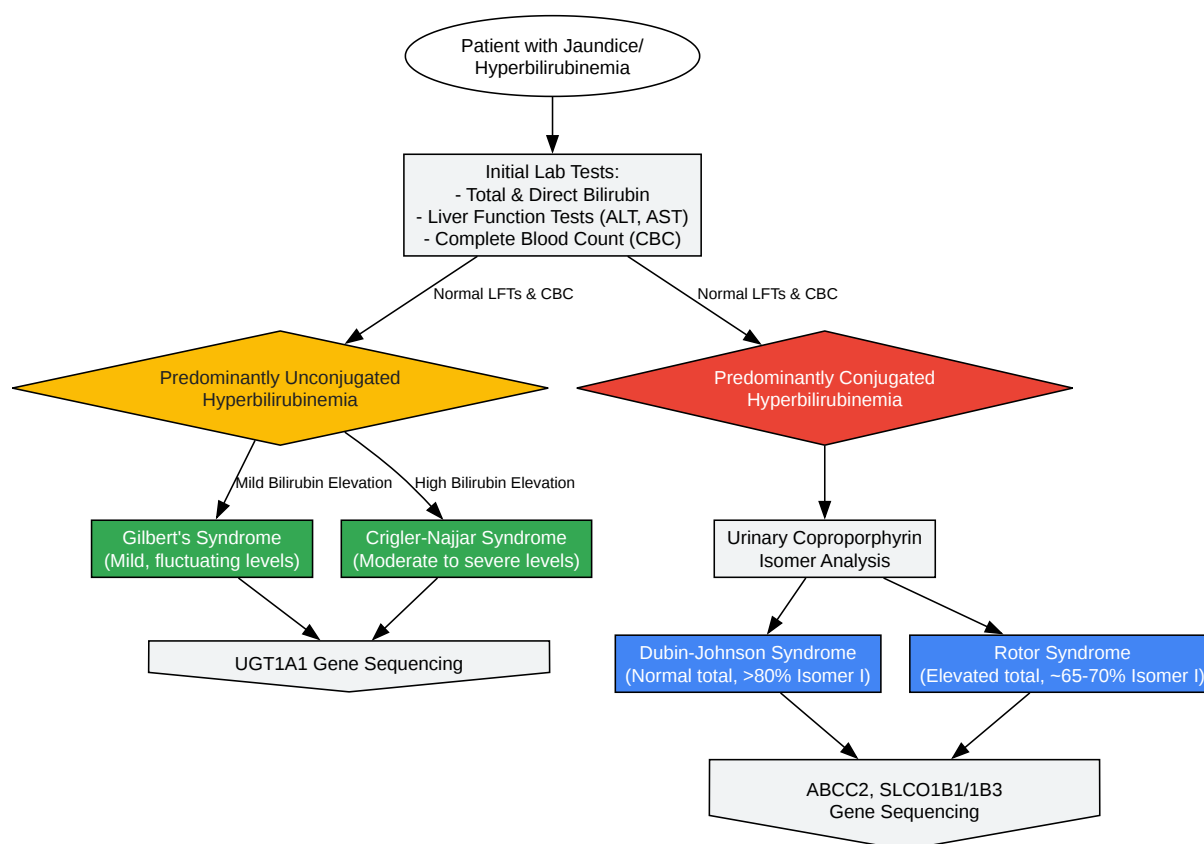 Patient with Jaundice/
Hyperbilirubinemia
Initial Lab Tests:
- Total & Direct Bilirubin
- Liver Function Tests (ALT, AST)
- Complete Blood Count (CBC)
Normal LFTs & CBC
Normal LFTs & CBC
Predominantly Unconjugated
Hyperbilirubinemia
Predominantly Conjugated
Hyperbilirubinemia
Mild Bilirubin Elevation
High Bilirubin Elevation
Gilbert's Syndrome
(Mild, fluctuating levels)
Crigler-Najjar Syndrome
(Moderate to severe levels)
Urinary Coproporphyrin
Isomer Analysis
UGT1A1 Gene Sequencing
Dubin-Johnson Syndrome
(Normal total, >80% Isomer I)
Rotor Syndrome
(Elevated total, ~65-70% Isomer I)
ABCC2, SLCO1B1/1B3
Gene Sequencing